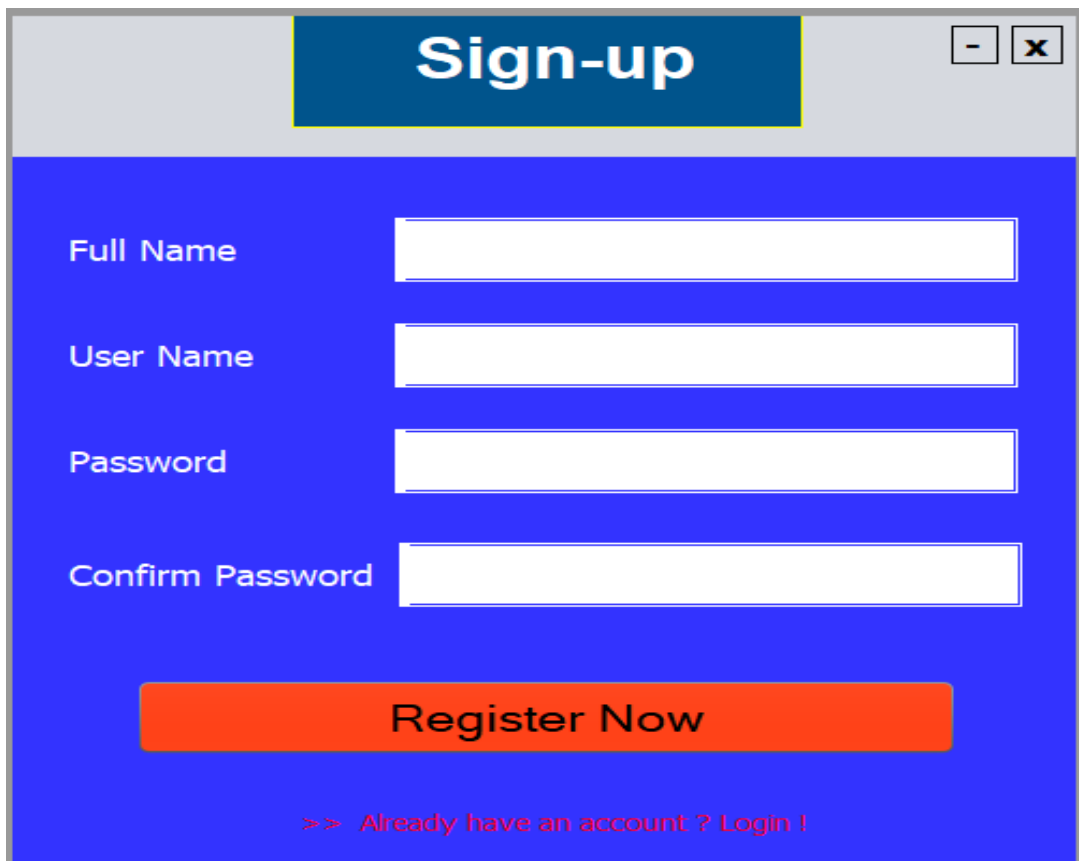 Sign-up
- x
Full Name
User Name
Password
Confirm Password
Register Now
>> Already have an account ? Login !